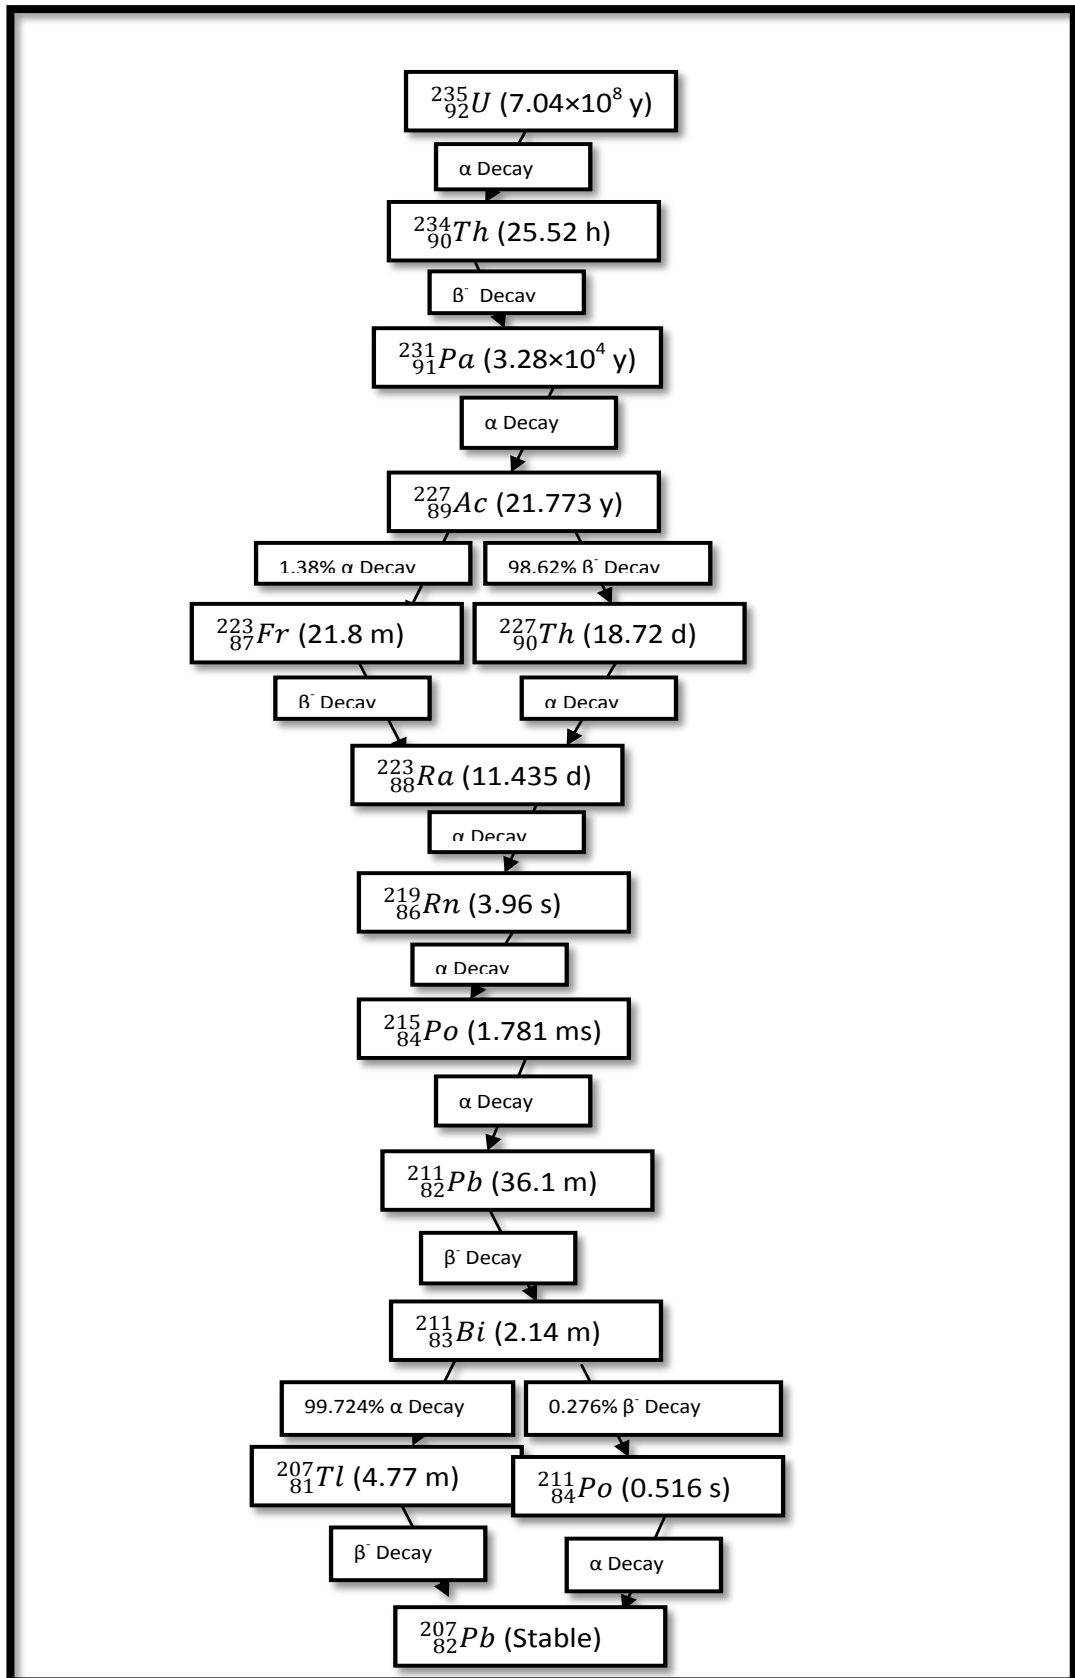 ²³⁵₉₂U (7.04×10⁸ y)
α Decay
²³⁴₉₀Th (25.52 h)
β⁻ Decay
²³¹₉₁Pa (3.28×10⁴ y)
α Decay
²²⁷₈₉Ac (21.773 y)
1.38% α Decay
98.62% β⁻ Decay
²²³₈₇Fr (21.8 m)
²²⁷₉₀Th (18.72 d)
β⁻ Decay
α Decay
²²³₈₈Ra (11.435 d)
α Decay
²¹⁹₈₆Rn (3.96 s)
α Decay
²¹⁵₈₄Po (1.781 ms)
α Decay
²¹¹₈₂Pb (36.1 m)
β⁻ Decay
²¹¹₈₃Bi (2.14 m)
99.724% α Decay
0.276% β⁻ Decay
²⁰⁷₈₁Tl (4.77 m)
²¹¹₈₄Po (0.516 s)
β⁻ Decay
α Decay
²⁰⁷₈₂Pb (Stable)